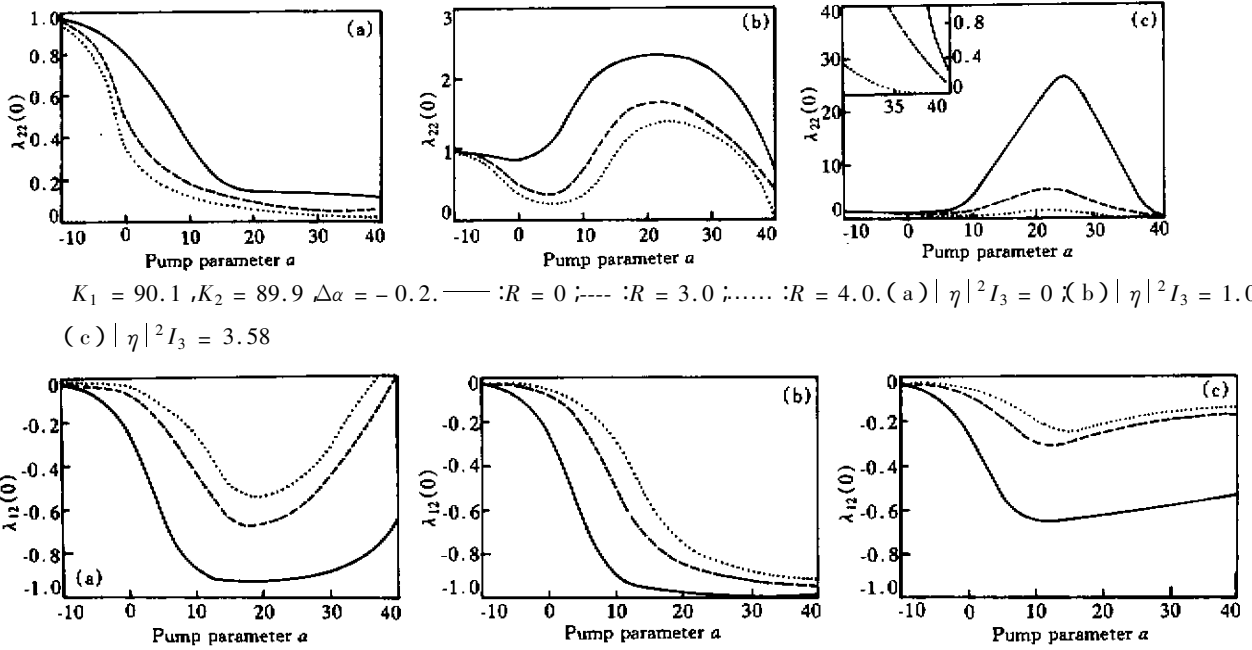 1.0
0.8
0.6
0.4
0.2
0
λ22(0)
(a)
-10 0 10 20 30 40
Pump parameter a
3
2
1
0
λ22(0)
(b)
-10 0 10 20 30 40
Pump parameter a
40
30
20
10
0
λ22(0)
(c)
0.8
0.4
0
35 40
-10 0 10 20 30 40
Pump parameter a
K1 = 90.1 ,K2 = 89.9 ,Δα = – 0.2. —— :R = 0 ;---- :R = 3.0 ;…… :R = 4.0.(a)| η|²I3 = 0 ;(b)| η|²I3 = 1.0
(c)| η|²I3 = 3.58
0
-0.2
-0.4
-0.6
-0.8
-1.0
λ12(0)
(a)
-10 0 10 20 30 40
Pump parameter a
0
-0.2
-0.4
-0.6
-0.8
-1.0
λ12(0)
(b)
-10 0 10 20 30 40
Pump parameter a
0
-0.2
-0.4
-0.6
-0.8
-1.0
λ12(0)
(c)
-10 0 10 20 30 40
Pump parameter a